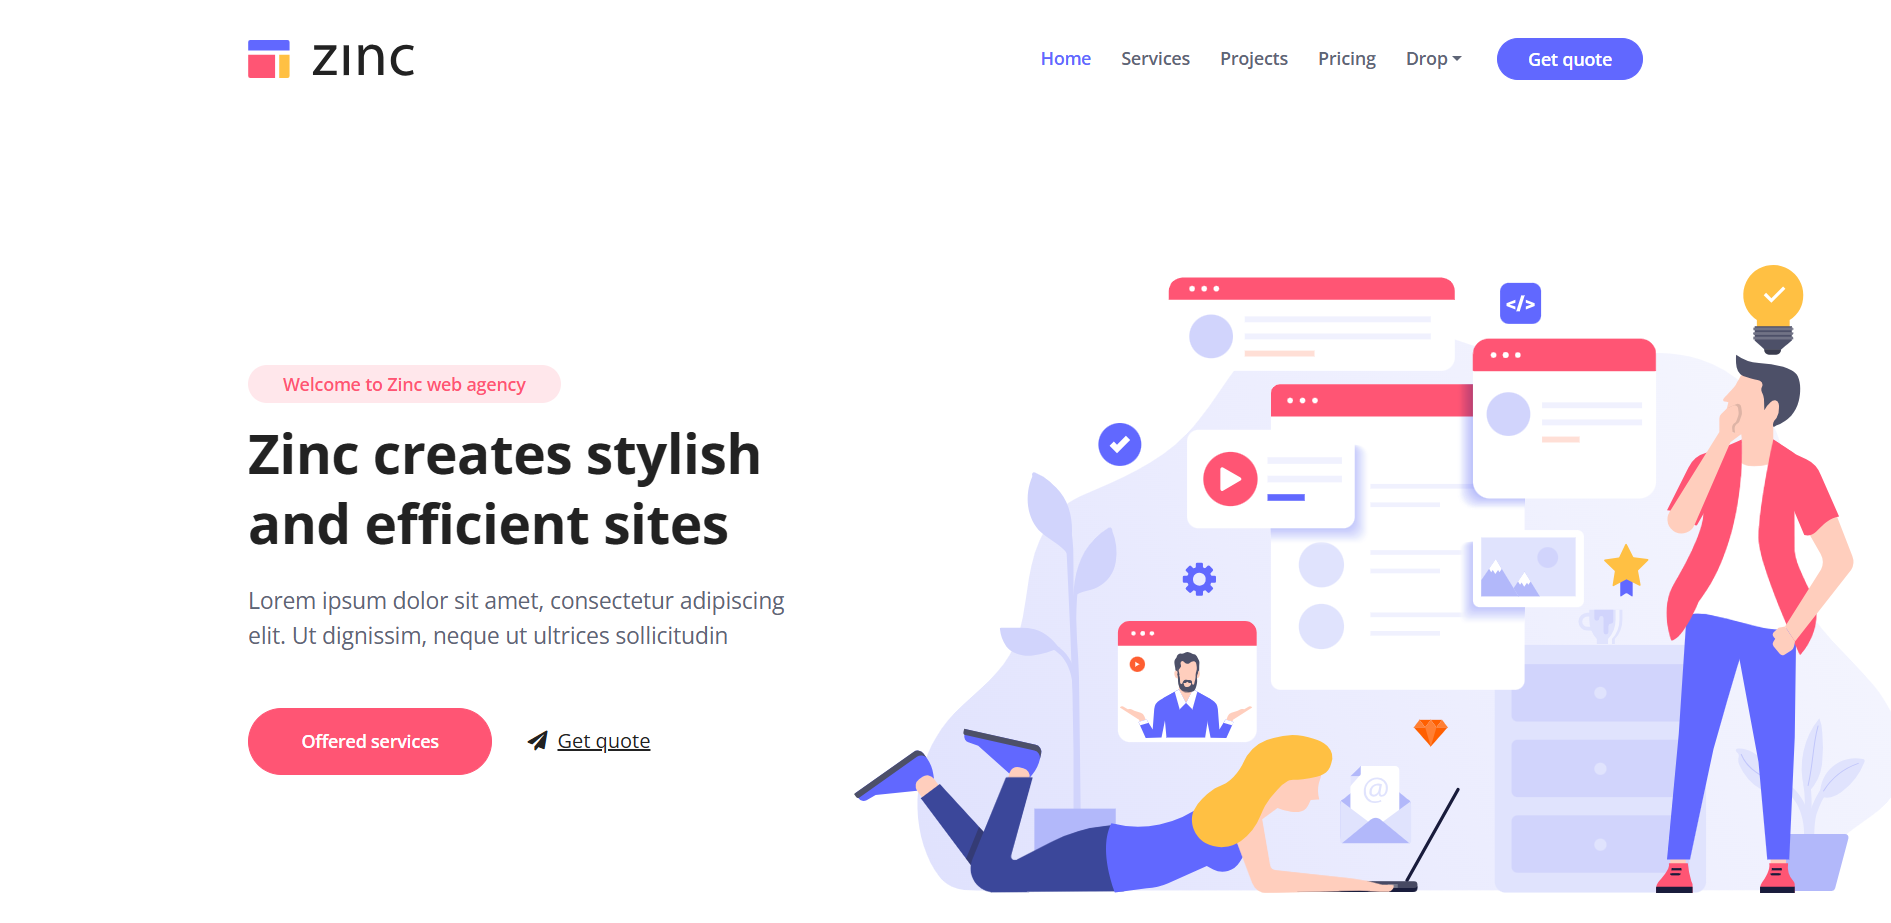 zinc
Home Services Projects Pricing Drop Get quote
</>
Welcome to Zinc web agency
Zinc creates stylish
and efficient sites
Lorem ipsum dolor sit amet, consectetur adipiscing
elit. Ut dignissim, neque ut ultrices sollicitudin
Offered services Get quote
@